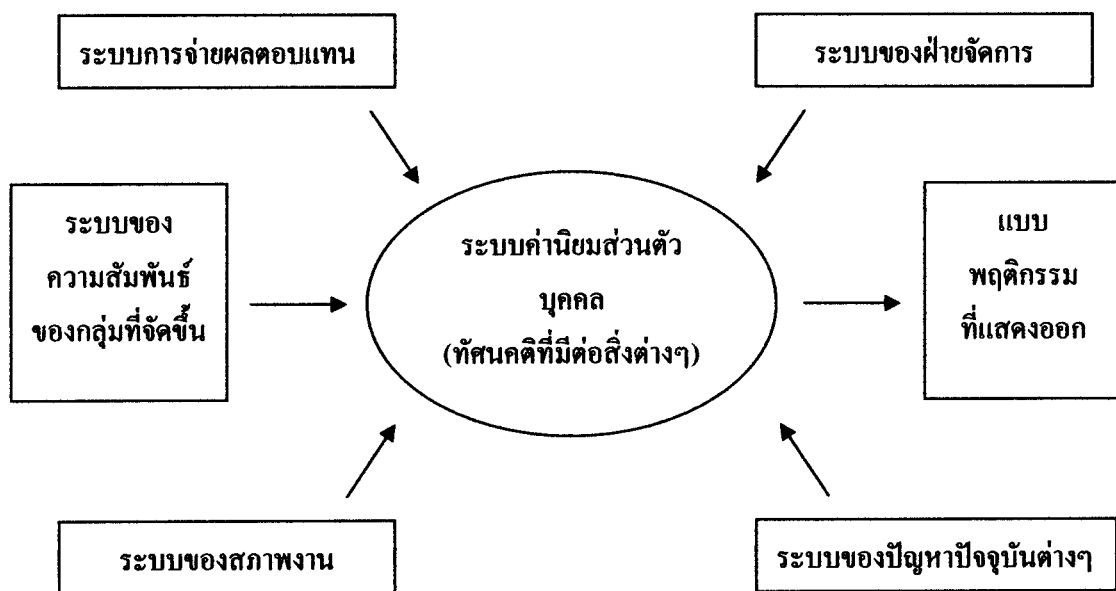 ระบบการจ่ายผลตอบแทน
ระบบของฝ่ายจัดการ
ระบบของ
ความสัมพันธ์
ของกลุ่มที่จัดขึ้น
ระบบค่านิยมส่วนตัว
บุคคล
(ทัศนคติที่มีต่อสิ่งต่างๆ)
แบบ
พฤติกรรม
ที่แสดงออก
ระบบของสภาพงาน
ระบบของปัญหาปัจจุบันต่างๆ